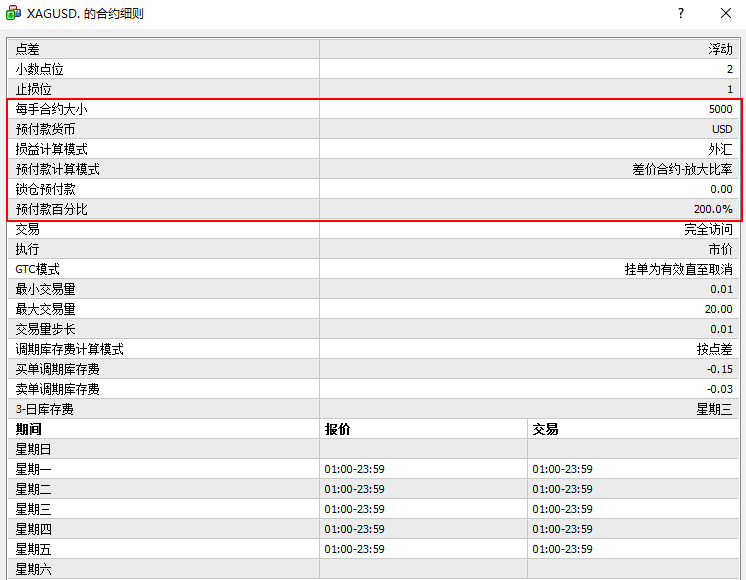 XAGUSD. 的合约细则 ?
点差 浮动
小数点位 2
止损位 1
每手合约大小 5000
预付款货币 USD
损益计算模式 外汇
预付款计算模式 差价合约-放大比率
锁仓预付款 0.00
预付款百分比 200.0%
交易 完全访问
执行 市价
GTC模式 挂单为有效直至取消
最小交易量 0.01
最大交易量 20.00
交易量步长 0.01
调期库存费计算模式 按点差
买单调期库存费 -0.15
卖单调期库存费 -0.03
3-日库存费 星期三
期间 报价 交易
星期日
星期一 01:00-23:59 01:00-23:59
星期二 01:00-23:59 01:00-23:59
星期三 01:00-23:59 01:00-23:59
星期四 01:00-23:59 01:00-23:59
星期五 01:00-23:59 01:00-23:59
星期六